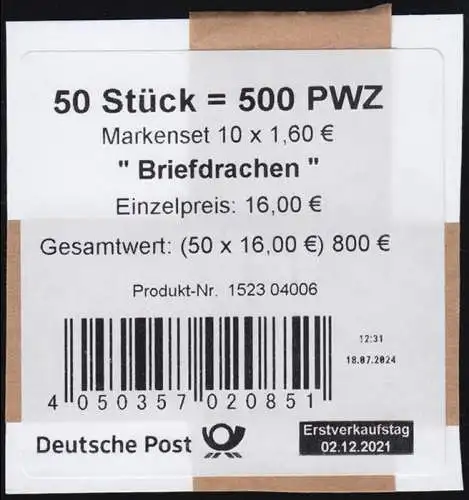 50 Stück = 500 PWZ
Markenset 10 x 1,60 €
" Briefdrachen "
Einzelpreis: 16,00 €
Gesamtwert: (50 x 16,00 €) 800 €
Produkt-Nr. 1523 04006
12:31
18.07.2024
4 050357 020851
Deutsche Post
Erstverkaufstag
02.12.2021